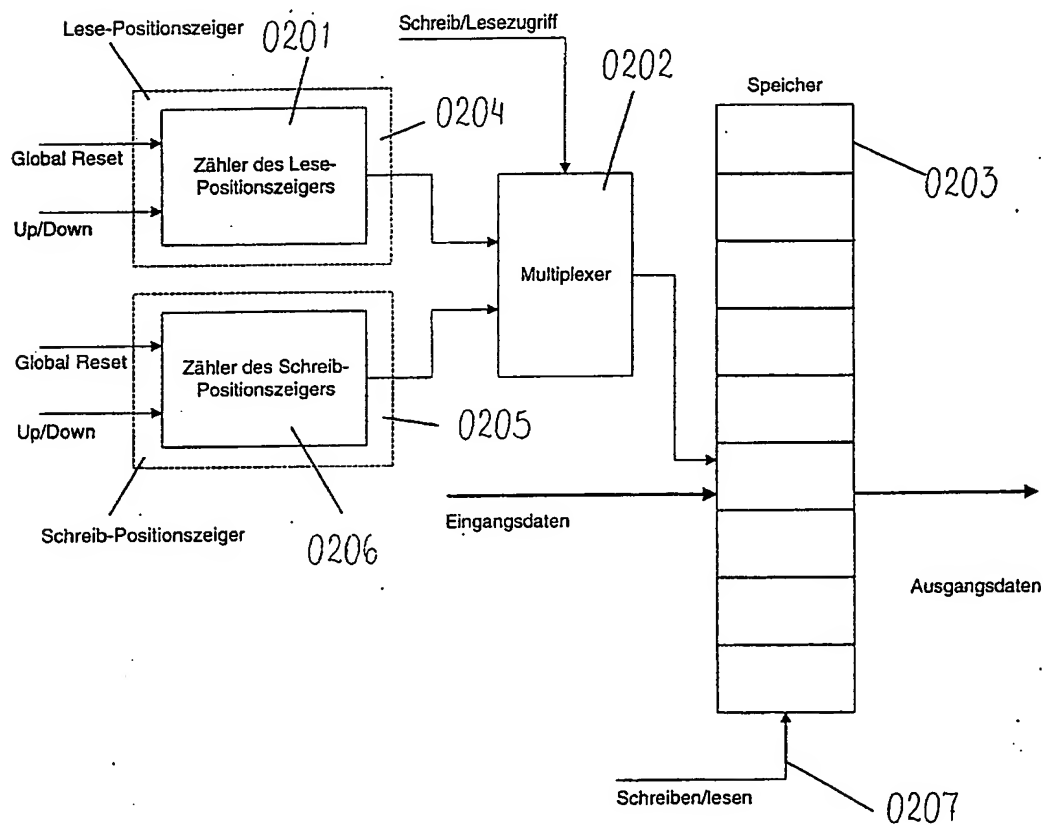 Lese-Positionszeiger
0201
Schreib/Lesezugriff
0202
Speicher
0204
Global Reset
Zähler des Lese-
Positionszeigers
0203
Up/Down
Multiplexer
Global Reset
Zähler des Schreib-
Positionszeigers
Up/Down
0205
Schreib-Positionszeiger
0206
Eingangsdaten
Ausgangsdaten
Schreiben/lesen
0207